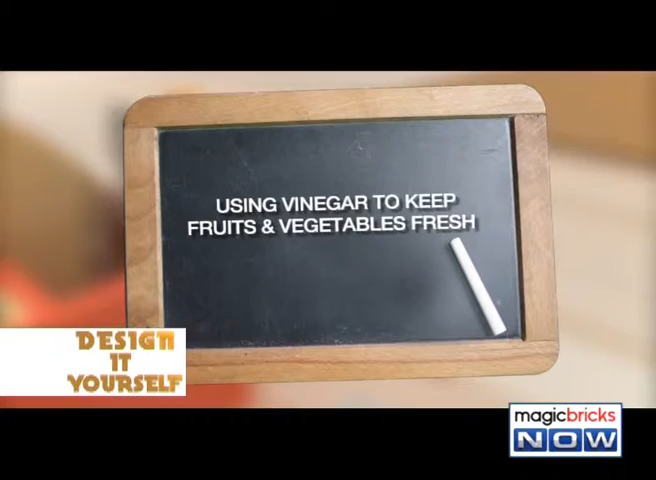 USING VINEGAR TO KEEP
FRUITS & VEGETABLES FRESH
DESIGN
IT
YOURSELF
magicbricks
NOW